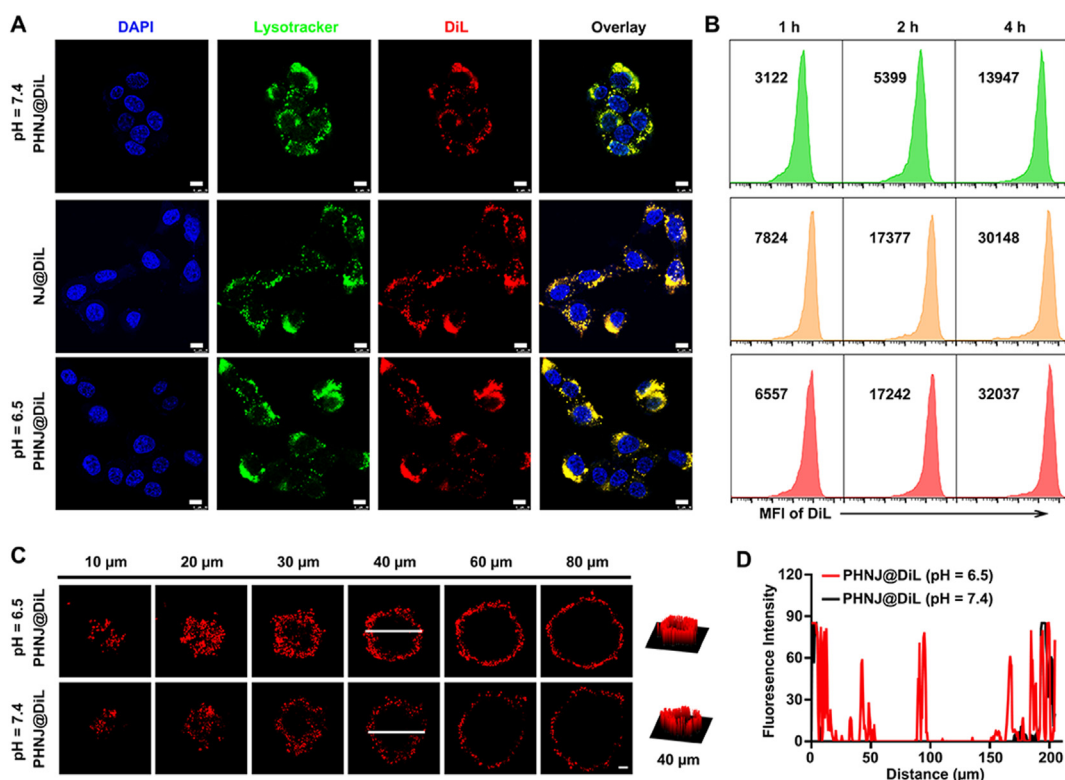 A
DAPI
Lysotracker
DiL
Overlay
pH = 7.4
PHNJ@DiL
NJ@DiL
pH = 6.5
PHNJ@DiL
B
1 h
2 h
4 h
3122
5399
13947
7824
17377
30148
6557
17242
32037
MFI of DiL
C
10 µm
20 µm
30 µm
40 µm
60 µm
80 µm
pH = 6.5
PHNJ@DiL
pH = 7.4
PHNJ@DiL
40 µm
D
PHNJ@DiL (pH = 6.5)
PHNJ@DiL (pH = 7.4)
Fluoresence Intensity
120
90
60
30
0
0
50
100
150
200
Distance (µm)